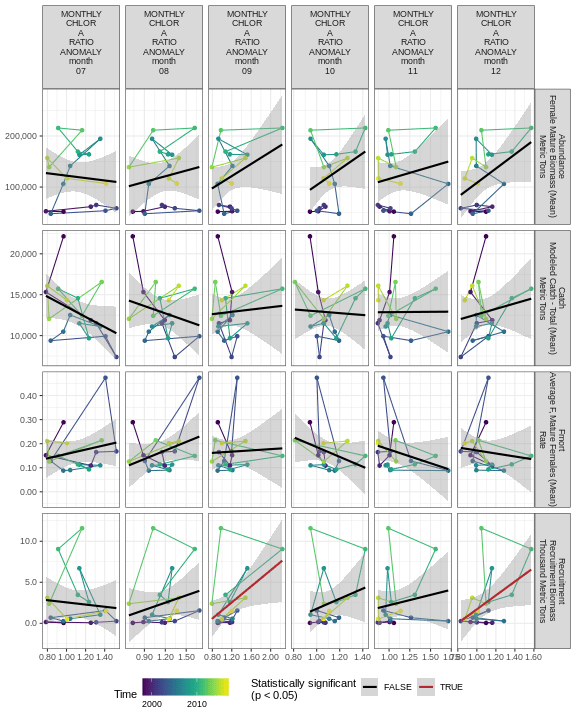 MONTHLY
CHLOR
A
RATIO
ANOMALY
month
07
MONTHLY
CHLOR
A
RATIO
ANOMALY
month
08
MONTHLY
CHLOR
A
RATIO
ANOMALY
month
09
MONTHLY
CHLOR
A
RATIO
ANOMALY
month
10
MONTHLY
CHLOR
A
RATIO
ANOMALY
month
11
MONTHLY
CHLOR
A
RATIO
ANOMALY
month
12
200,000
100,000
Abundance
Female Mature Biomass (Mean)
Metric Tons
20,000
15,000
10,000
Catch
Modeled Catch - Total (Mean)
Metric Tons
0.40
0.30
0.20
0.10
0.00
Fmort
Average F, Mature Females (Mean)
Rate
10.0
5.0
0.0
Recruitment
Recruitment Biomass
Thousand Metric Tons
0.80 1.00 1.20 1.40
0.90 1.20 1.50
0.80 1.20 1.60 2.00
0.80 1.00 1.20 1.40
1.00 1.25 1.50
0.80 1.00 1.20 1.40 1.60
Time
2000 2010
Statistically significant
(p < 0.05)
FALSE
TRUE